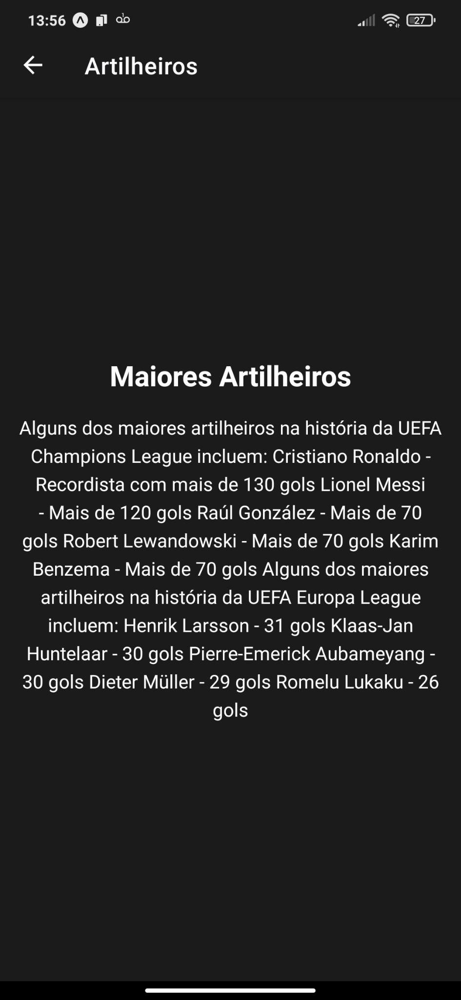 13:56
27
Artilheiros
Maiores Artilheiros
Alguns dos maiores artilheiros na história da UEFA
Champions League incluem: Cristiano Ronaldo -
Recordista com mais de 130 gols Lionel Messi
- Mais de 120 gols Raúl González - Mais de 70
gols Robert Lewandowski - Mais de 70 gols Karim
Benzema - Mais de 70 gols Alguns dos maiores
artilheiros na história da UEFA Europa League
incluem: Henrik Larsson - 31 gols Klaas-Jan
Huntelaar - 30 gols Pierre-Emerick Aubameyang -
30 gols Dieter Müller - 29 gols Romelu Lukaku - 26
gols